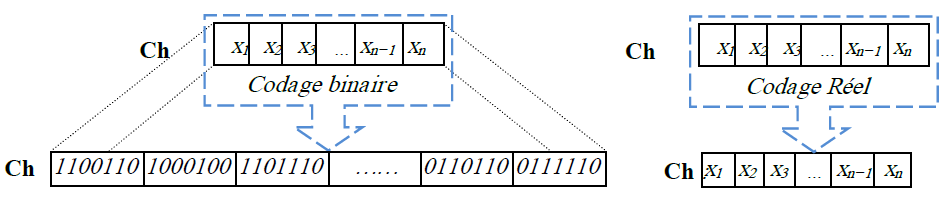 Ch x1 x2 x3 ... xn−1 xn
Codage binaire
Ch 1100110 1000100 1101110 ...... 0110110 0111110
Ch x1 x2 x3 ... xn−1 xn
Codage Réel
Ch x1 x2 x3 ... xn−1 xn